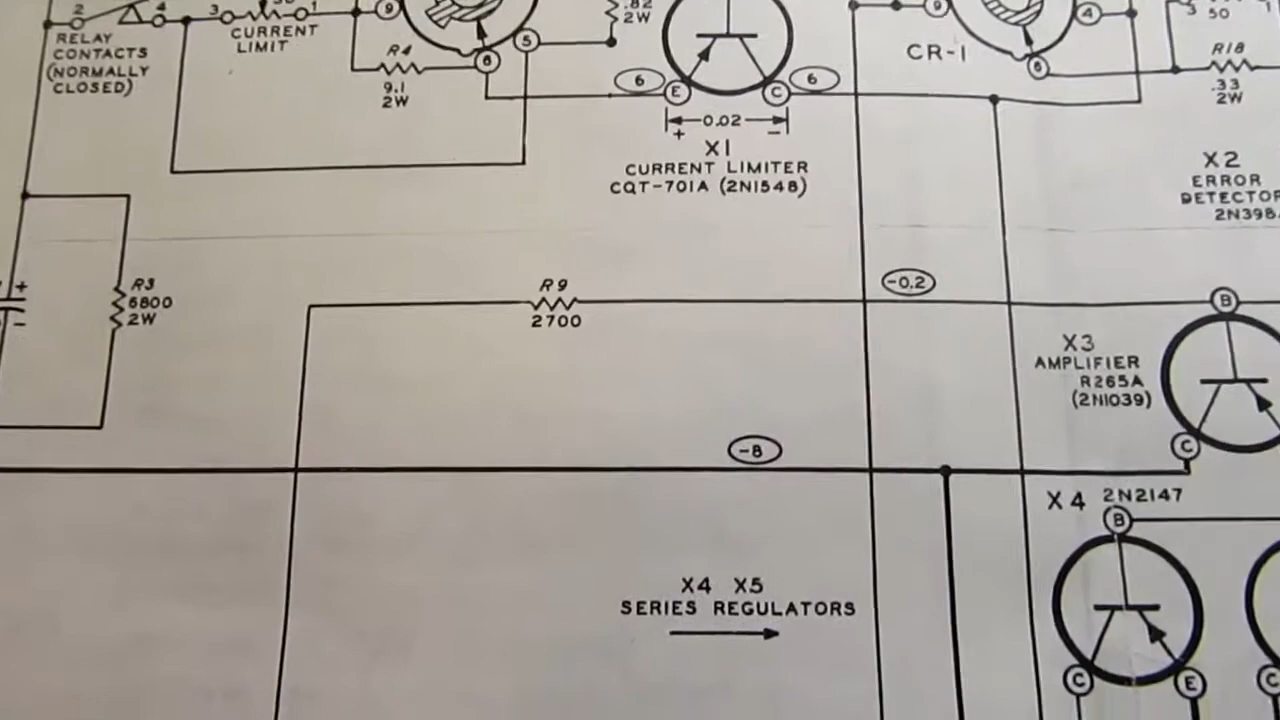 2
4
3
1
9
RELAY
CONTACTS
(NORMALLY
CLOSED)
CURRENT
LIMIT
R4
9.1
2W
6
5
.82
2W
6
E
C
6
0.02
+
−
X1
CURRENT LIMITER
CQT-701A (2N1548)
9
4
CR-1
6
3
50
R18
.33
2W
X2
ERROR
DETECTOR
2N398
+
−
R3
6800
2W
R9
2700
-0.2
B
X3
AMPLIFIER
R265A
(2N1039)
C
-8
X4 2N2147
B
X4 X5
SERIES REGULATORS
C
E
C